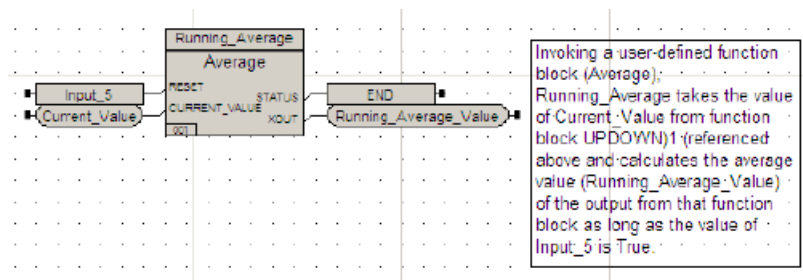 Running_Average
Average
RESET
CURRENT_VALUE
STATUS
XOUT
001
Input_5
Current_Value
END
Running_Average_Value
Invoking a user-defined function
block (Average),
Running_Average takes the value
of Current_Value from function
block UPDOWN)1 (referenced
above and calculates the average
value (Running_Average_Value)
of the output from that function
block as long as the value of
Input_5 is True.